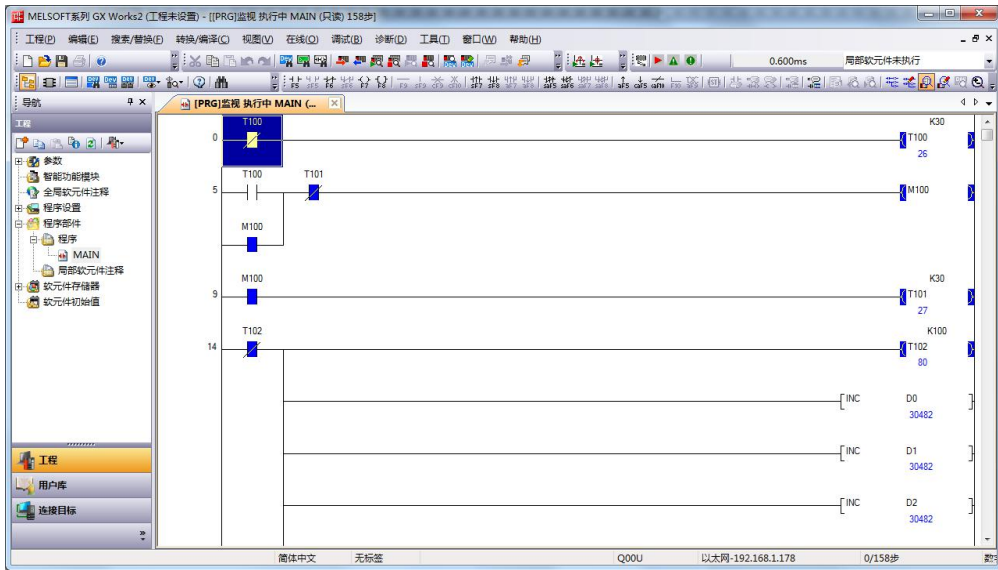 MELSOFT系列 GX Works2 (工程未设置) - [[PRG]监视 执行中 MAIN (只读) 158步]
工程(P) 编辑(E) 搜索/替换(F) 转换/编译(C) 视图(V) 在线(O) 调试(B) 诊断(D) 工具(T) 窗口(W) 帮助(H)
0.600ms 局部软元件未执行
导航
[PRG]监视 执行中 MAIN (...
工程
参数
智能功能模块
全局软元件注释
程序设置
程序部件
程序
MAIN
局部软元件注释
软元件存储器
软元件初始值
工程
用户库
连接目标
T100 K30
0 T100
26
T100 T101
5 M100
M100
M100 K30
9 T101
27
T102 K100
14 T102
80
INC D0
30482
INC D1
30482
INC D2
30482
简体中文 无标签 Q00U 以太网-192.168.1.178 0/158步